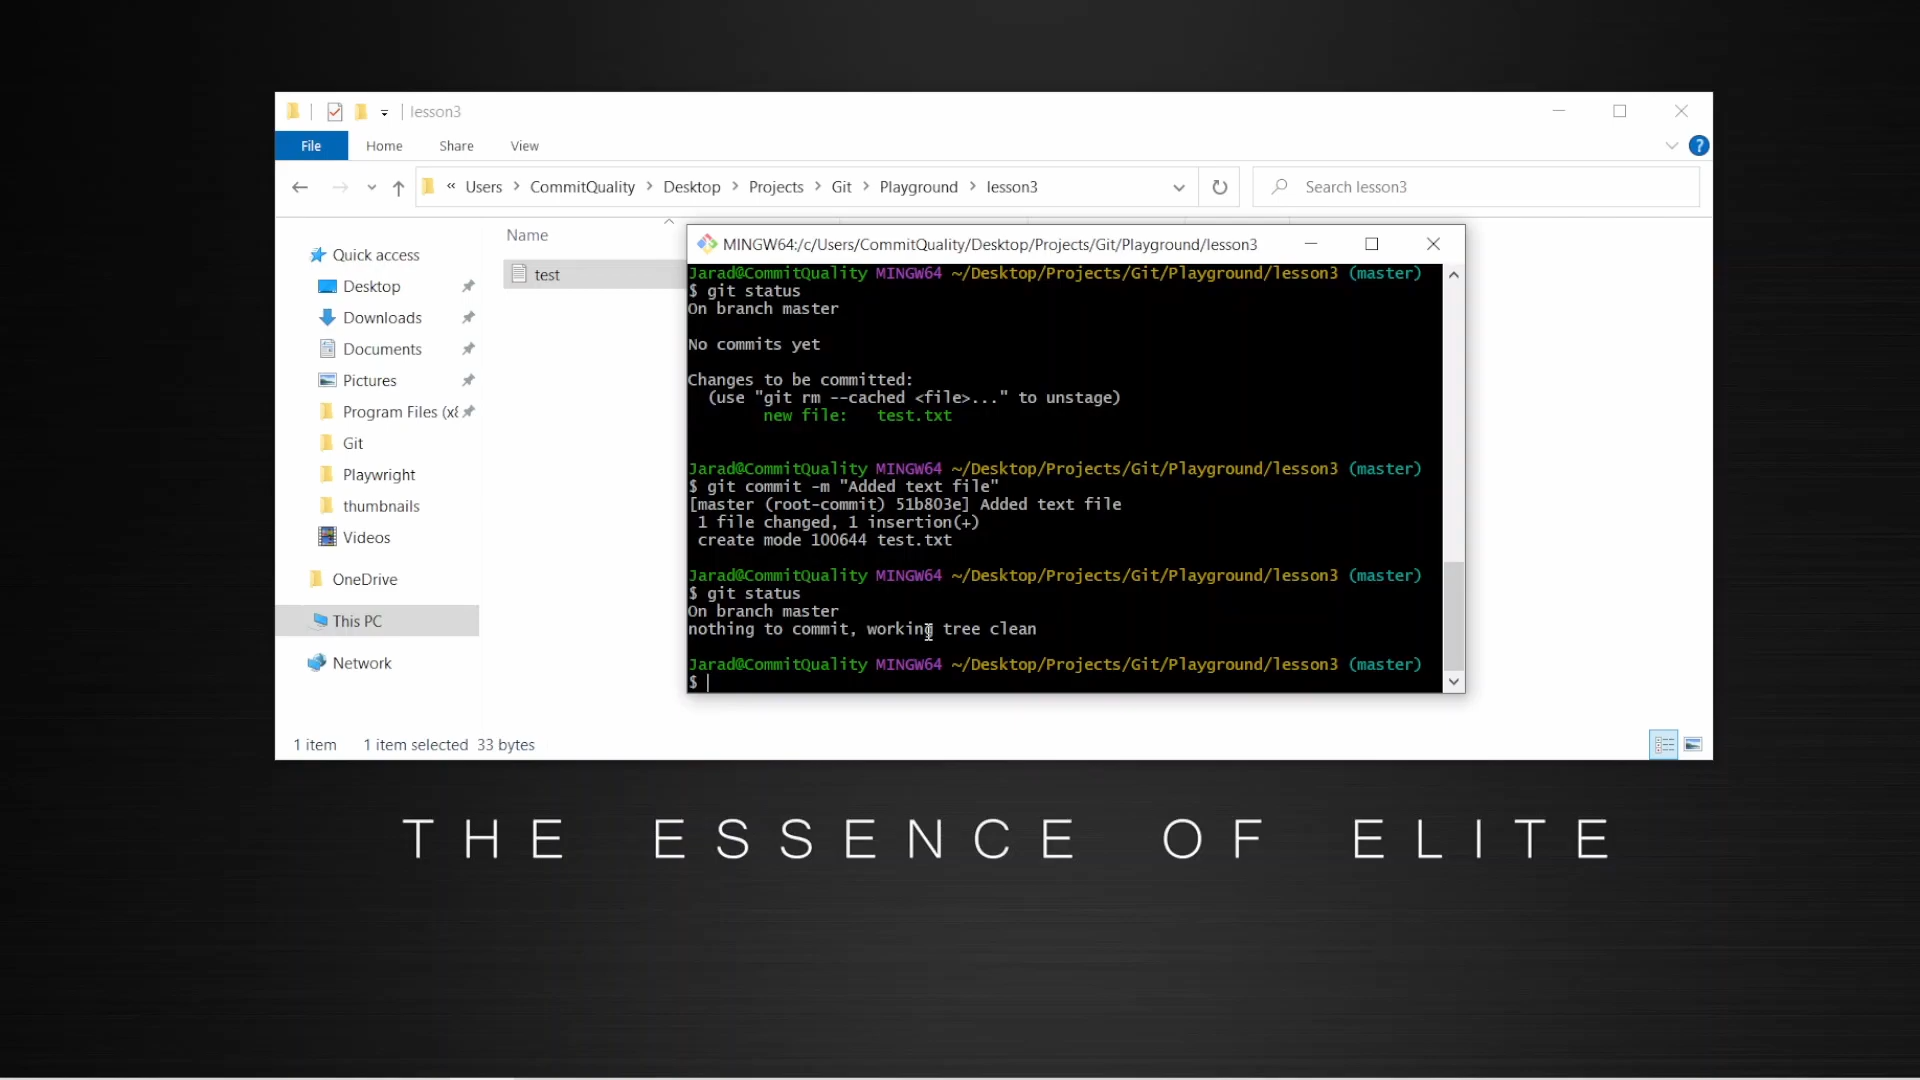 lesson3
File Home Share View
« Users > CommitQuality > Desktop > Projects > Git > Playground > lesson3
Search lesson3
Name
test
Quick access
Desktop
Downloads
Documents
Pictures
Program Files (x8
Git
Playwright
thumbnails
Videos
OneDrive
This PC
Network
1 item 1 item selected 33 bytes
MINGW64:/c/Users/CommitQuality/Desktop/Projects/Git/Playground/lesson3
Jarad@CommitQuality MINGW64 ~/Desktop/Projects/Git/Playground/lesson3 (master)
$ git status
On branch master
No commits yet
Changes to be committed:
(use "git rm --cached <file>..." to unstage)
new file: test.txt
Jarad@CommitQuality MINGW64 ~/Desktop/Projects/Git/Playground/lesson3 (master)
$ git commit -m "Added text file"
[master (root-commit) 51b803e] Added text file
1 file changed, 1 insertion(+)
create mode 100644 test.txt
Jarad@CommitQuality MINGW64 ~/Desktop/Projects/Git/Playground/lesson3 (master)
$ git status
On branch master
nothing to commit, working tree clean
Jarad@CommitQuality MINGW64 ~/Desktop/Projects/Git/Playground/lesson3 (master)
$
THE ESSENCE OF ELITE